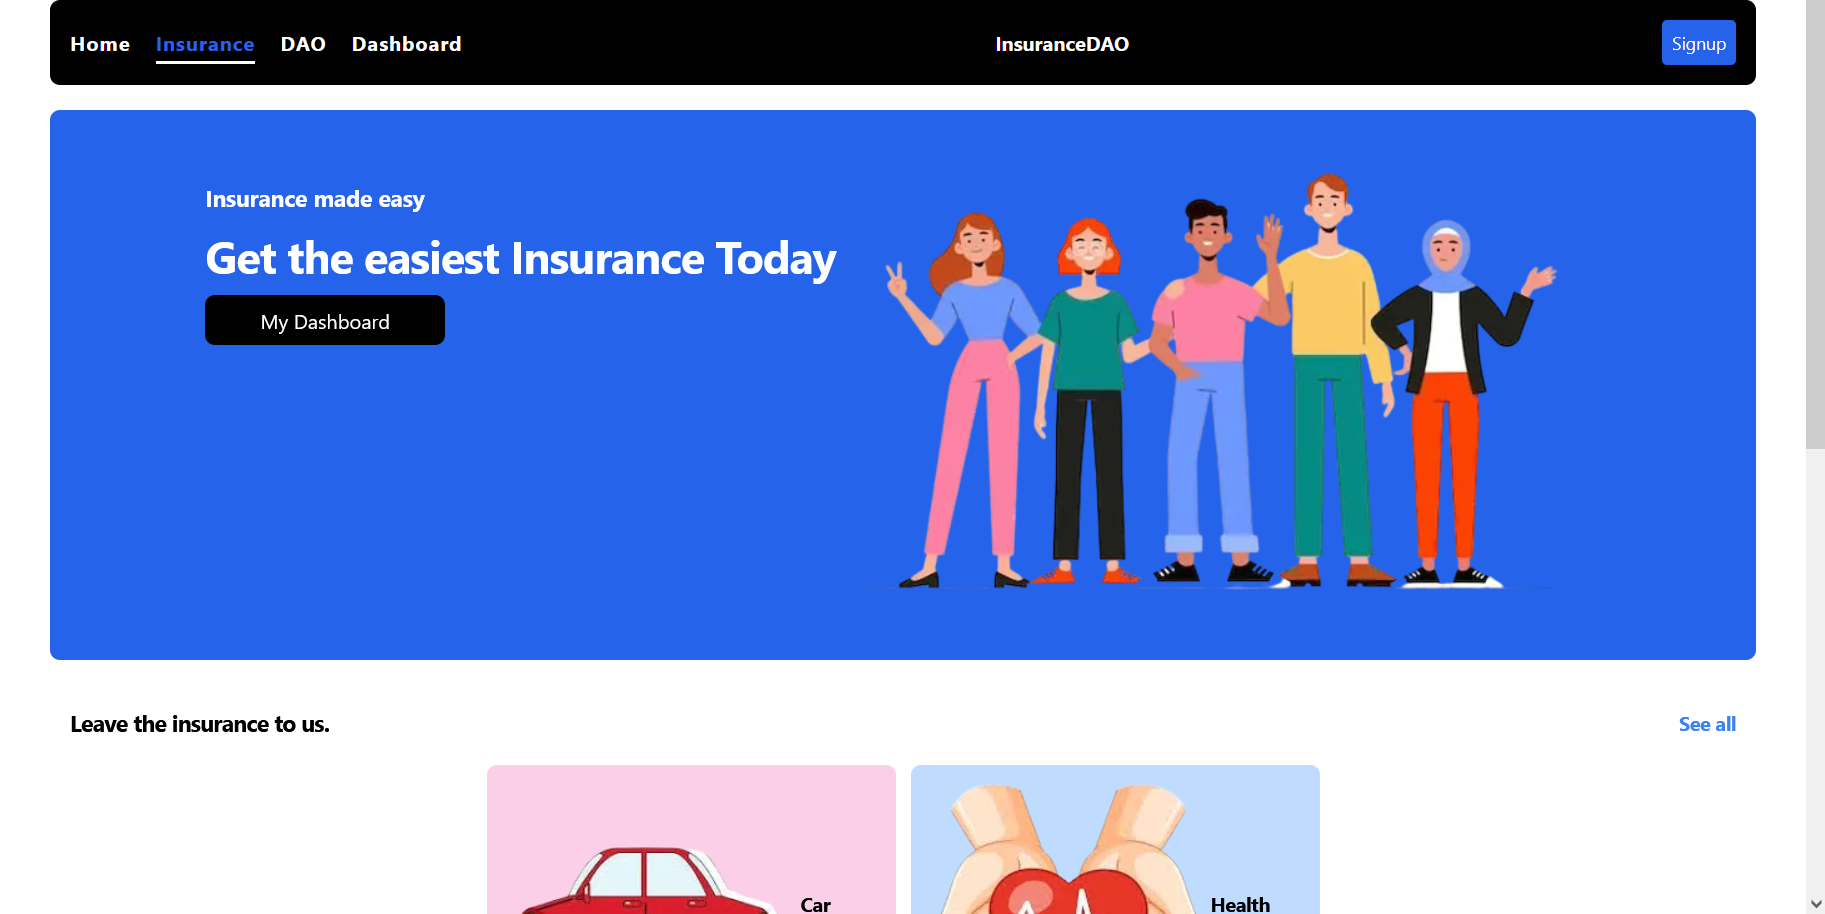 Home Insurance DAO Dashboard InsuranceDAO Signup
Insurance made easy
Get the easiest Insurance Today
My Dashboard
Leave the insurance to us. See all
Car Health